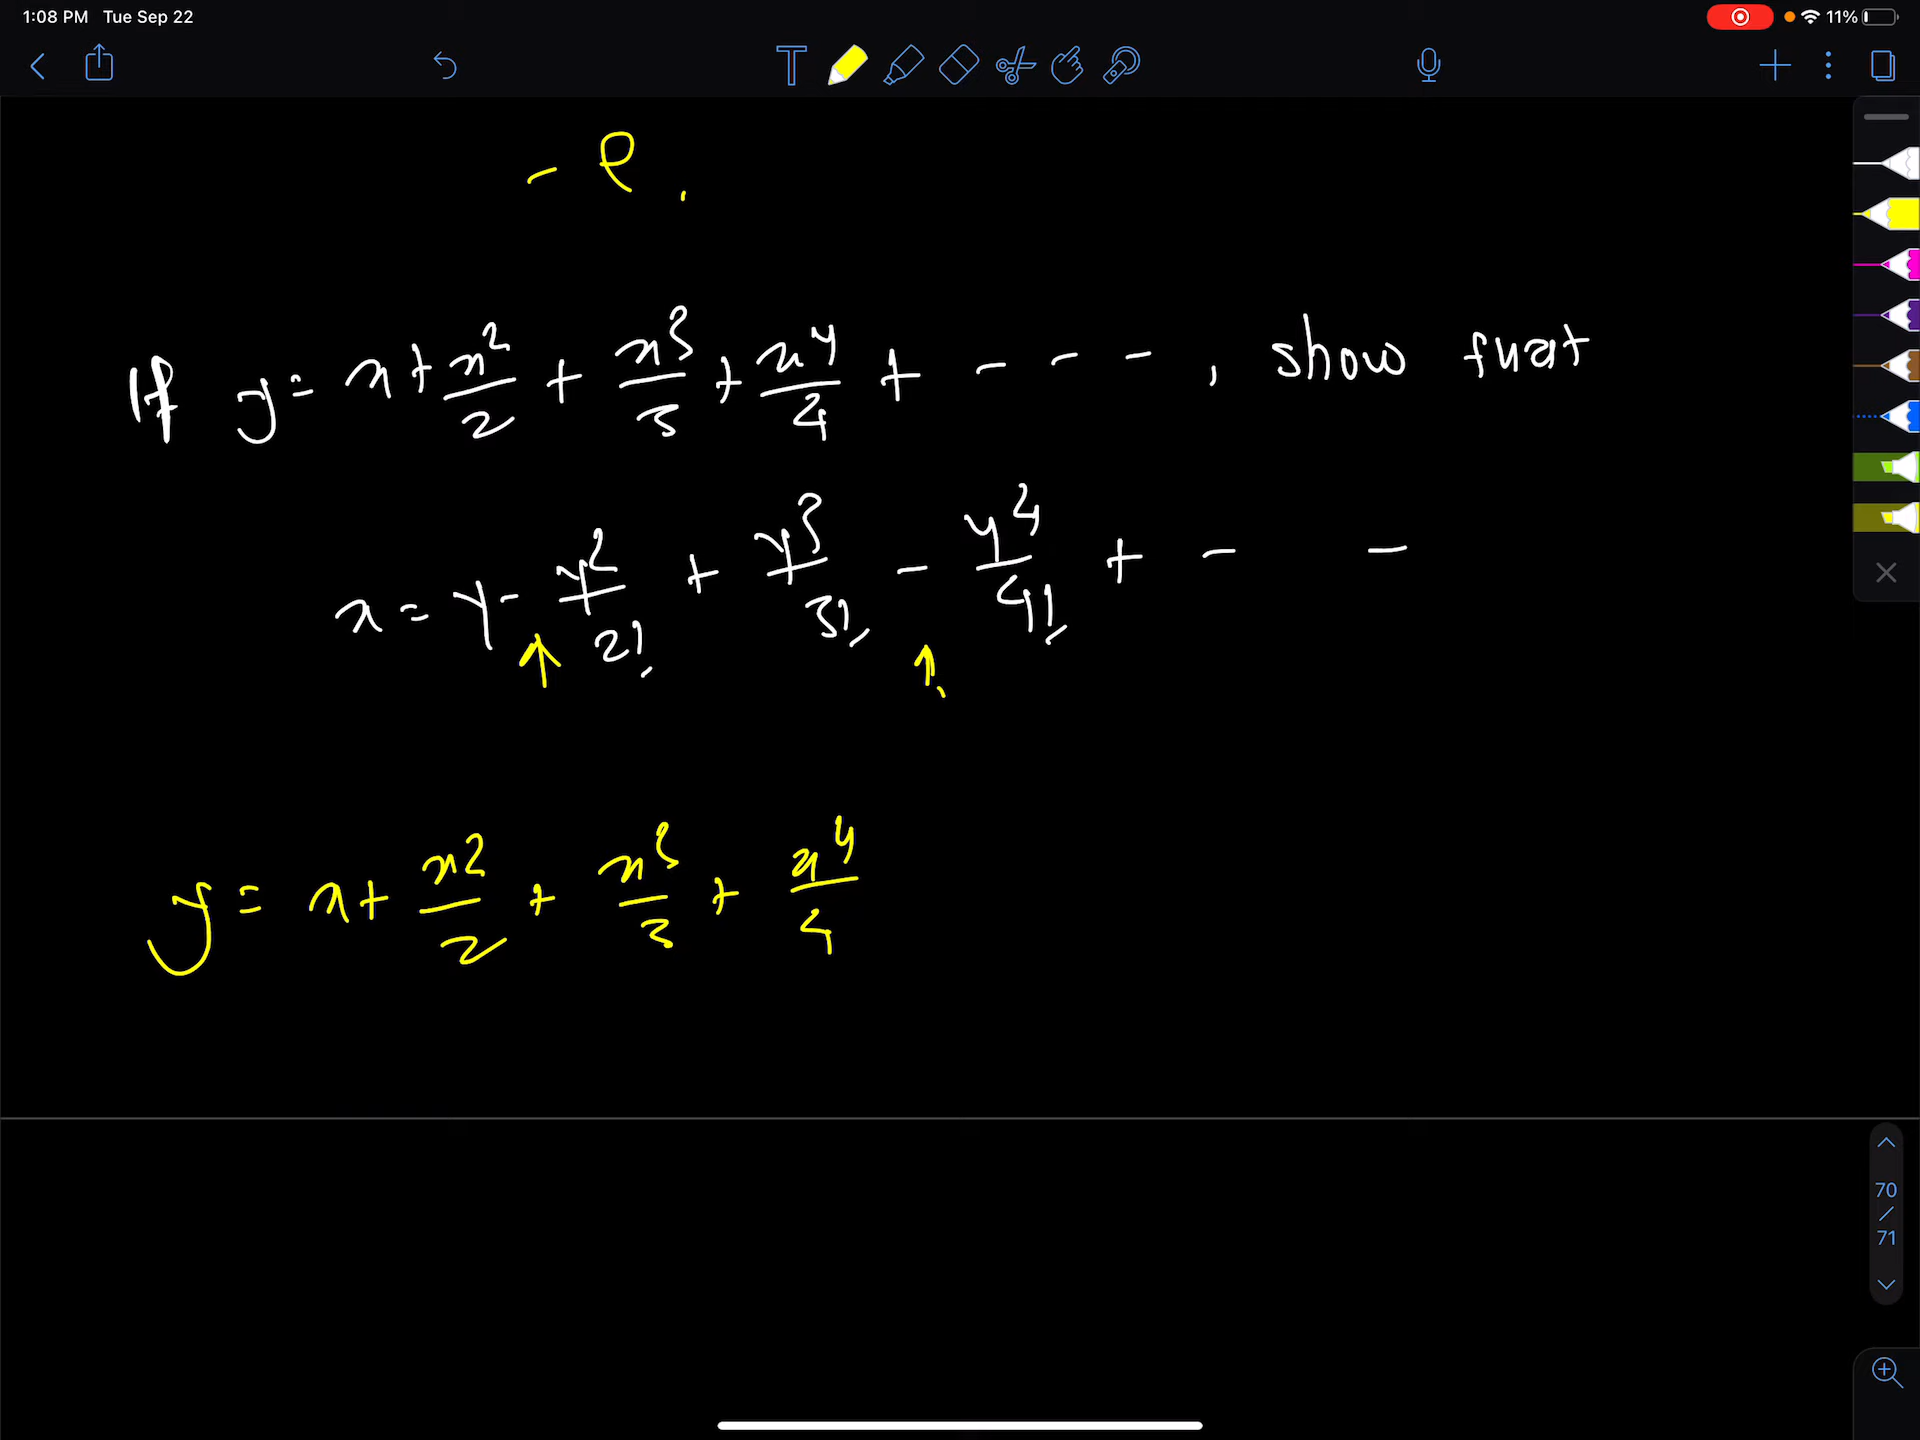 1:08 PM Tue Sep 22
11%
T
- e.
If y = x + x²/2 + x³/3 + x⁴/4 + - - - , show that
x = y - y²/2! + y³/3! - y⁴/4! + - -
y = x + x²/2 + x³/3 + x⁴/4
70
/
71